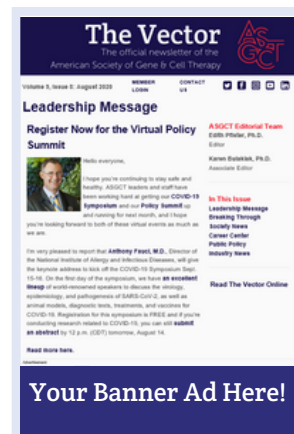 The Vector
The official newsletter of the
American Society of Gene & Cell Therapy
ASGCT
Volume 5, Issue 8: August 2020
MEMBER
LOGIN
CONTACT
US
Leadership Message
Register Now for the Virtual Policy
Summit
Hello everyone,
I hope you're continuing to stay safe and
healthy. ASGCT leaders and staff have
been working hard at getting our COVID-19
Symposium and our Policy Summit up
and running for next month, and I hope
you're looking forward to both of these virtual events as much as
we are.
I'm very pleased to report that Anthony Fauci, M.D., Director of
the National Institute of Allergy and Infectious Diseases, will give
the keynote address to kick off the COVID-19 Symposium Sept.
15-16. On the first day of the symposium, we have an excellent
lineup of world-renowned speakers to discuss the virology,
epidemiology, and pathogenesis of SARS-CoV-2, as well as
animal models, diagnostic tests, treatments, and vaccines for
COVID-19. Registration for this symposium is FREE and if you're
conducting research related to COVID-19, you can still submit
an abstract by 12 p.m. (CDT) tomorrow, August 14.
Read more here.
Advertisement
ASGCT Editorial Team
Edith Pfister, Ph.D.
Editor
Karen Bulaklak, Ph.D.
Associate Editor
In This Issue
Leadership Message
Breaking Through
Society News
Career Center
Public Policy
Industry News
Read The Vector Online
Your Banner Ad Here!